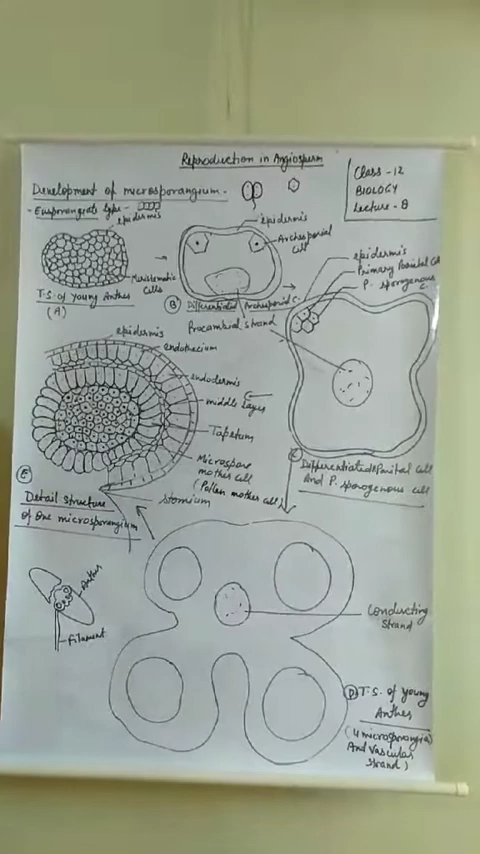 Reproduction in Angiosperm
Class - 12
BIOLOGY
Lecture - 8
Development of microsporangium -
- Eusporangiate type -
epidermis
Meristematic
Cells
T.S. of Young Anther
(A)
epidermis
Archesporial
Cell
(B) Differentiated Archesporial C.
Procambial strand
epidermis
Primary Parietal Cell
P. sporogenous
C.
(C) Differentiated Parital Cell
And P. sporogenous cell
epidermis
endothecium
endodermis
middle layes
Tapetum
Microspore
mother cell
(Pollen mother cell)
Stomium
(E)
Detail Structure
of One microsporangium
Anther
Filament
Conducting
Strand
(D) T.S. of Young
Anther
(4 microsporangia)
And Vascular
Strand)